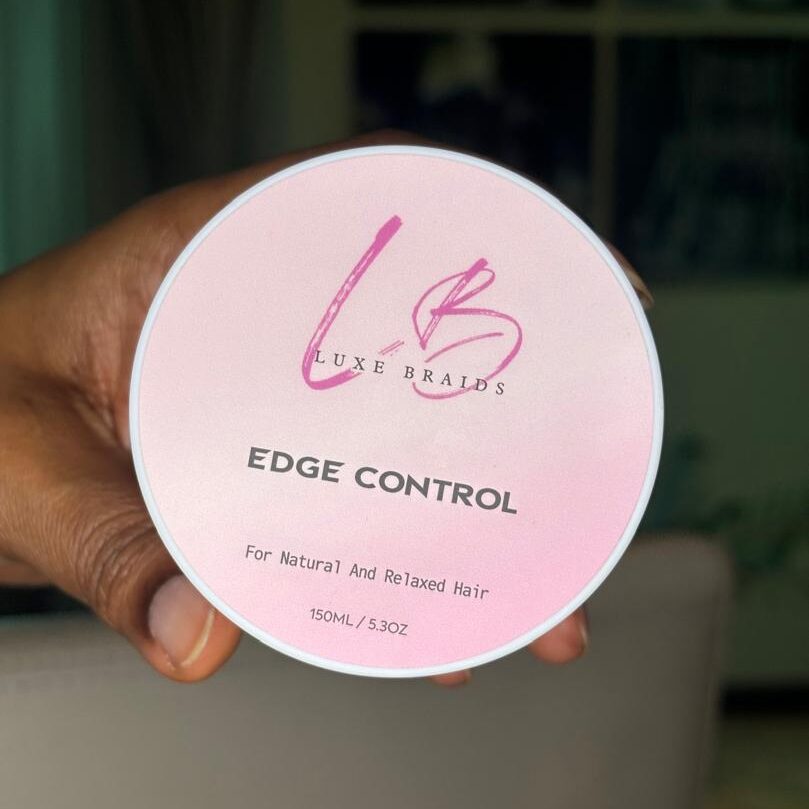 LB
LUXE BRAIDS
EDGE CONTROL
For Natural And Relaxed Hair
150ML / 5.3OZ